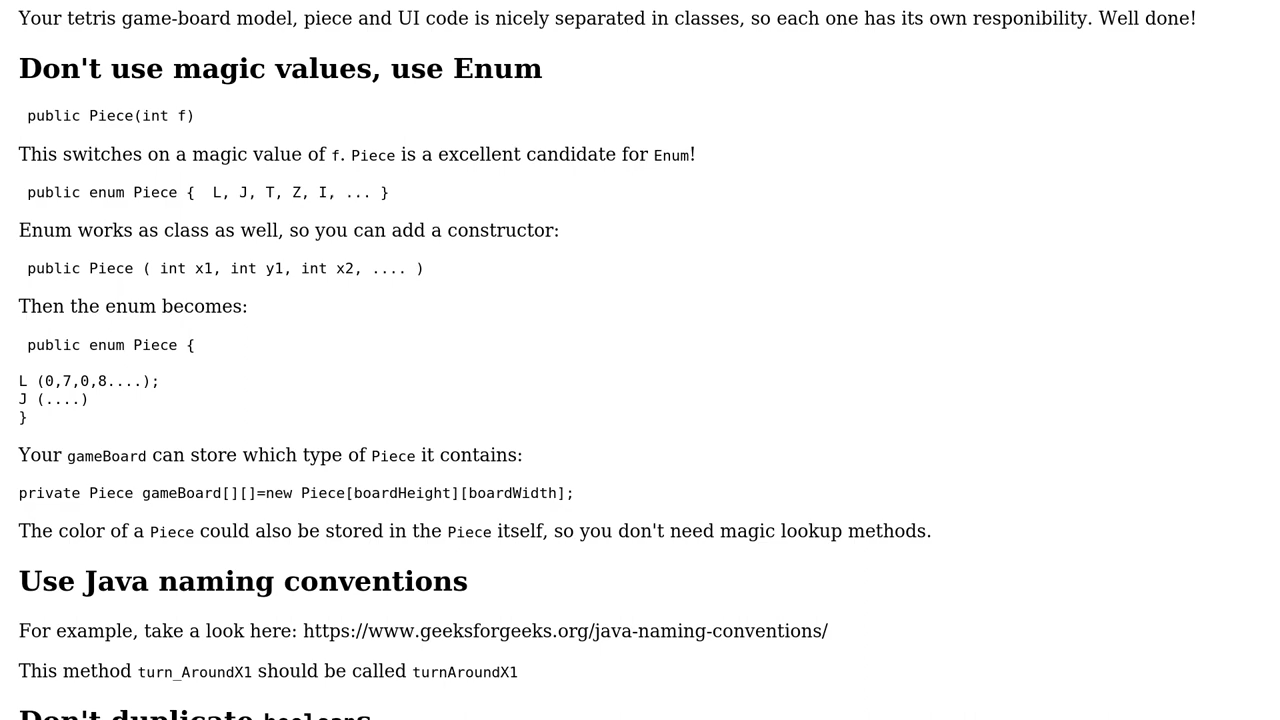 Your tetris game-board model, piece and UI code is nicely separated in classes, so each one has its own responibility. Well done!
Don't use magic values, use Enum
public Piece(int f)
This switches on a magic value of f. Piece is a excellent candidate for Enum!
public enum Piece {  L, J, T, Z, I, ... }
Enum works as class as well, so you can add a constructor:
public Piece ( int x1, int y1, int x2, .... )
Then the enum becomes:
public enum Piece {
L (0,7,0,8....);
J (....)
}
Your gameBoard can store which type of Piece it contains:
private Piece gameBoard[][]=new Piece[boardHeight][boardWidth];
The color of a Piece could also be stored in the Piece itself, so you don't need magic lookup methods.
Use Java naming conventions
For example, take a look here: https://www.geeksforgeeks.org/java-naming-conventions/
This method turn_AroundX1 should be called turnAroundX1
Don't duplicate booleans